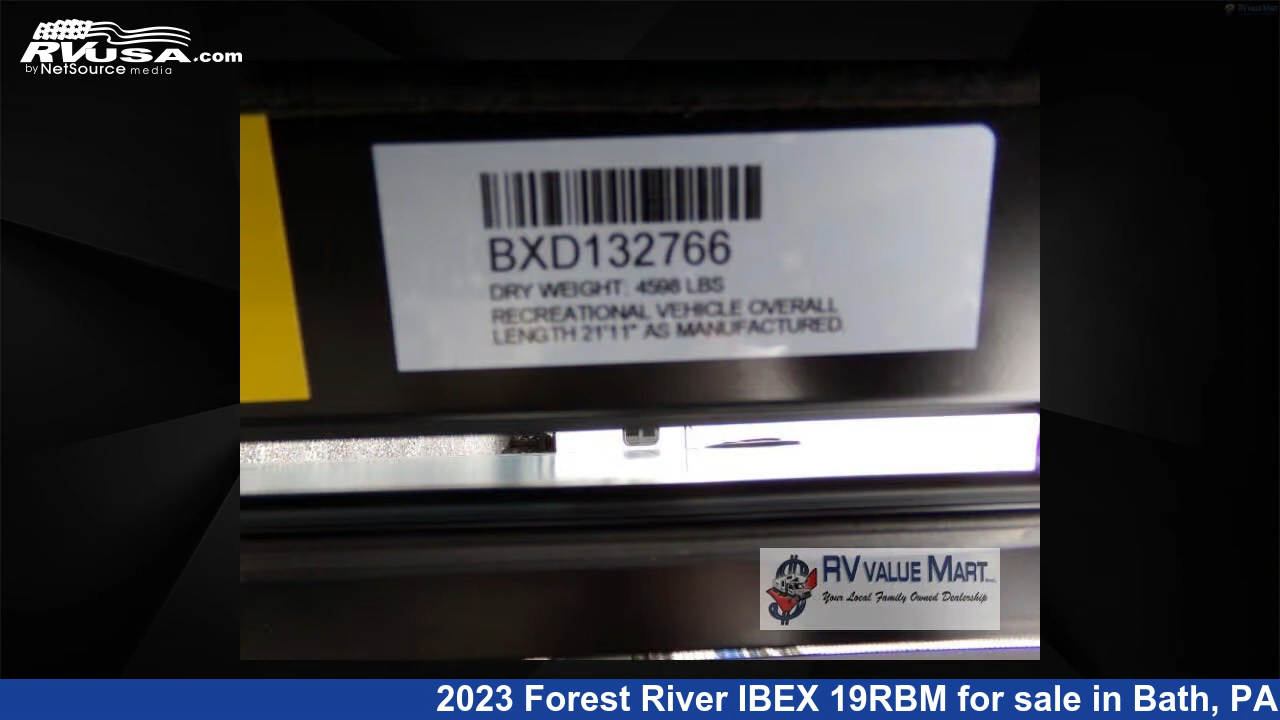 RVUSA.com
by NetSource media
BXD132766
DRY WEIGHT: 4598 LBS
RECREATIONAL VEHICLE OVERALL
LENGTH 21'11" AS MANUFACTURED.
RV VALUE MART
Your Local Family Owned Dealership
2023 Forest River IBEX 19RBM for sale in Bath, PA